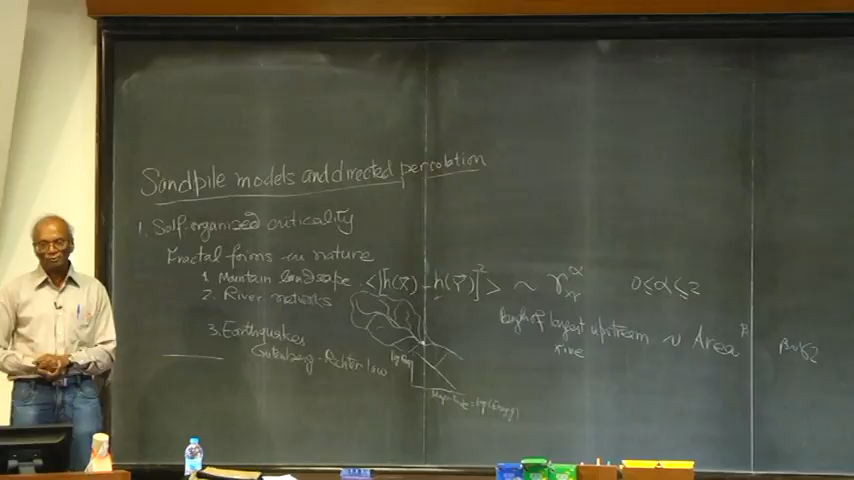 Sandpile models and directed percolation
1. Self-organized criticality
Fractal forms in nature
1. Mountain landscape. <|h(x) - h(y)]² > ~ r_xy^α 0≤α≤2
2. River networks
length of largest upstream ~ Area^β
3. Earthquakes
Gutenberg-Richter law